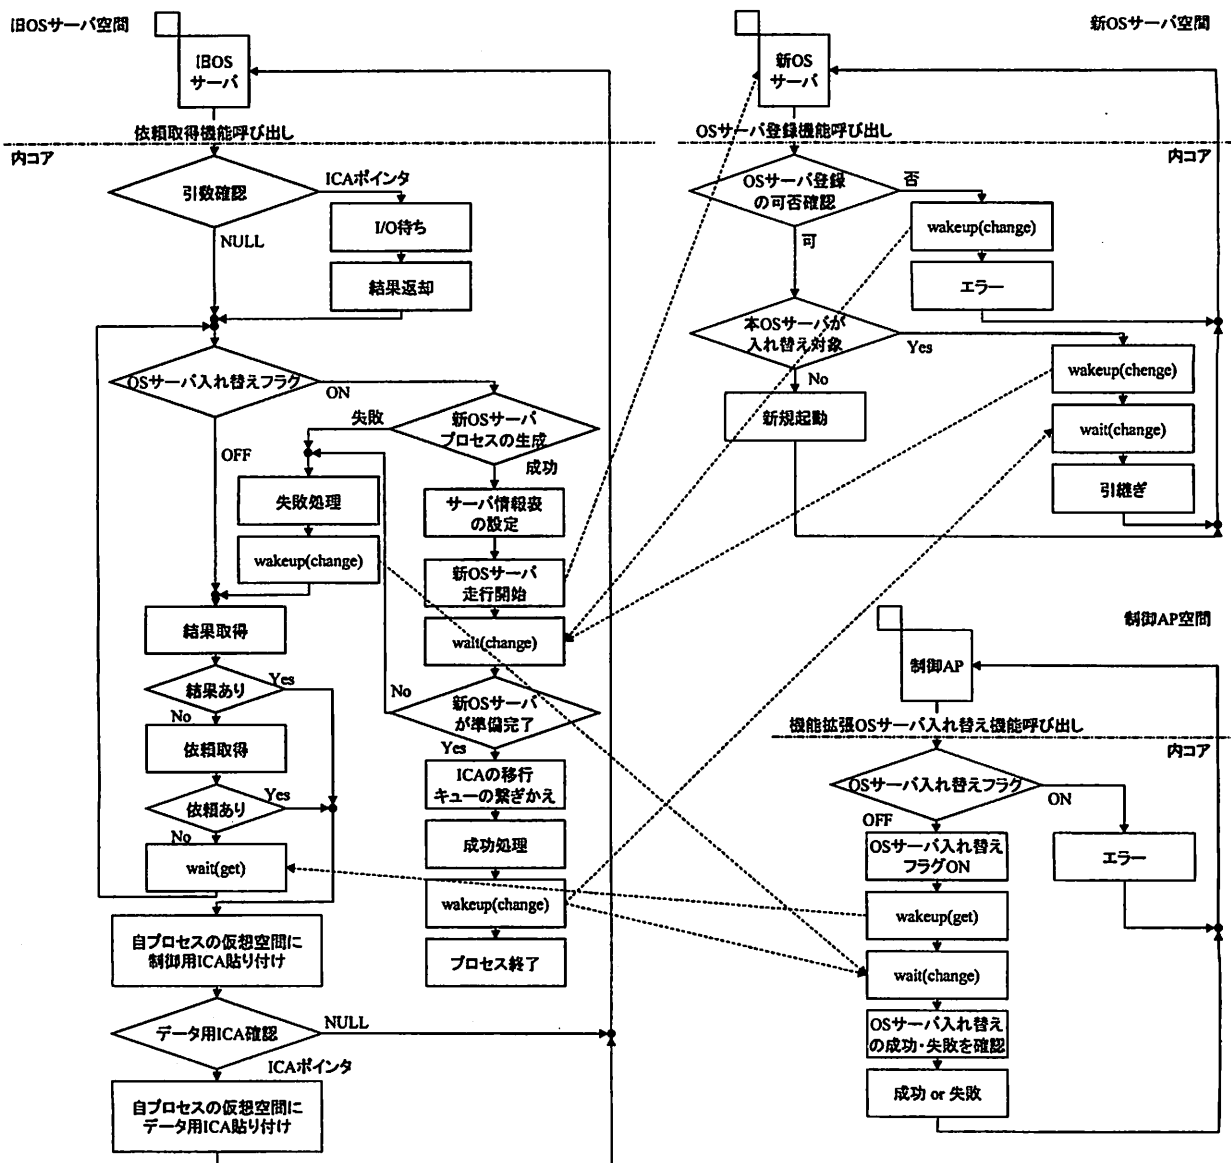 旧OSサーバ空間
旧OS
サーバ
依頼取得機能呼び出し
内コア
引数確認
ICAポインタ
I/O待ち
NULL
結果返却
OSサーバ入れ替えフラグ
ON
失敗
新OSサーバ
プロセスの生成
OFF
成功
失敗処理
サーバ情報表
の設定
wakeup(change)
新OSサーバ
走行開始
結果取得
wait(change)
結果あり
Yes
No
No
新OSサーバ
が準備完了
依頼取得
Yes
ICAの移行
キューの繋ぎかえ
依頼あり
Yes
No
成功処理
wait(get)
wakeup(change)
自プロセスの仮想空間に
制御用ICA貼り付け
プロセス終了
データ用ICA確認
NULL
ICAポインタ
自プロセスの仮想空間に
データ用ICA貼り付け
新OSサーバ空間
新OS
サーバ
OSサーバ登録機能呼び出し
内コア
OSサーバ登録
の可否確認
否
wakeup(change)
可
エラー
本OSサーバが
入れ替え対象
Yes
No
wakeup(chenge)
新規起動
wait(change)
引継ぎ
制御AP空間
制御AP
機能拡張OSサーバ入れ替え機能呼び出し
内コア
OSサーバ入れ替えフラグ
ON
OFF
OSサーバ入れ替え
フラグON
エラー
wakeup(get)
wait(change)
OSサーバ入れ替え
の成功・失敗を確認
成功 or 失敗